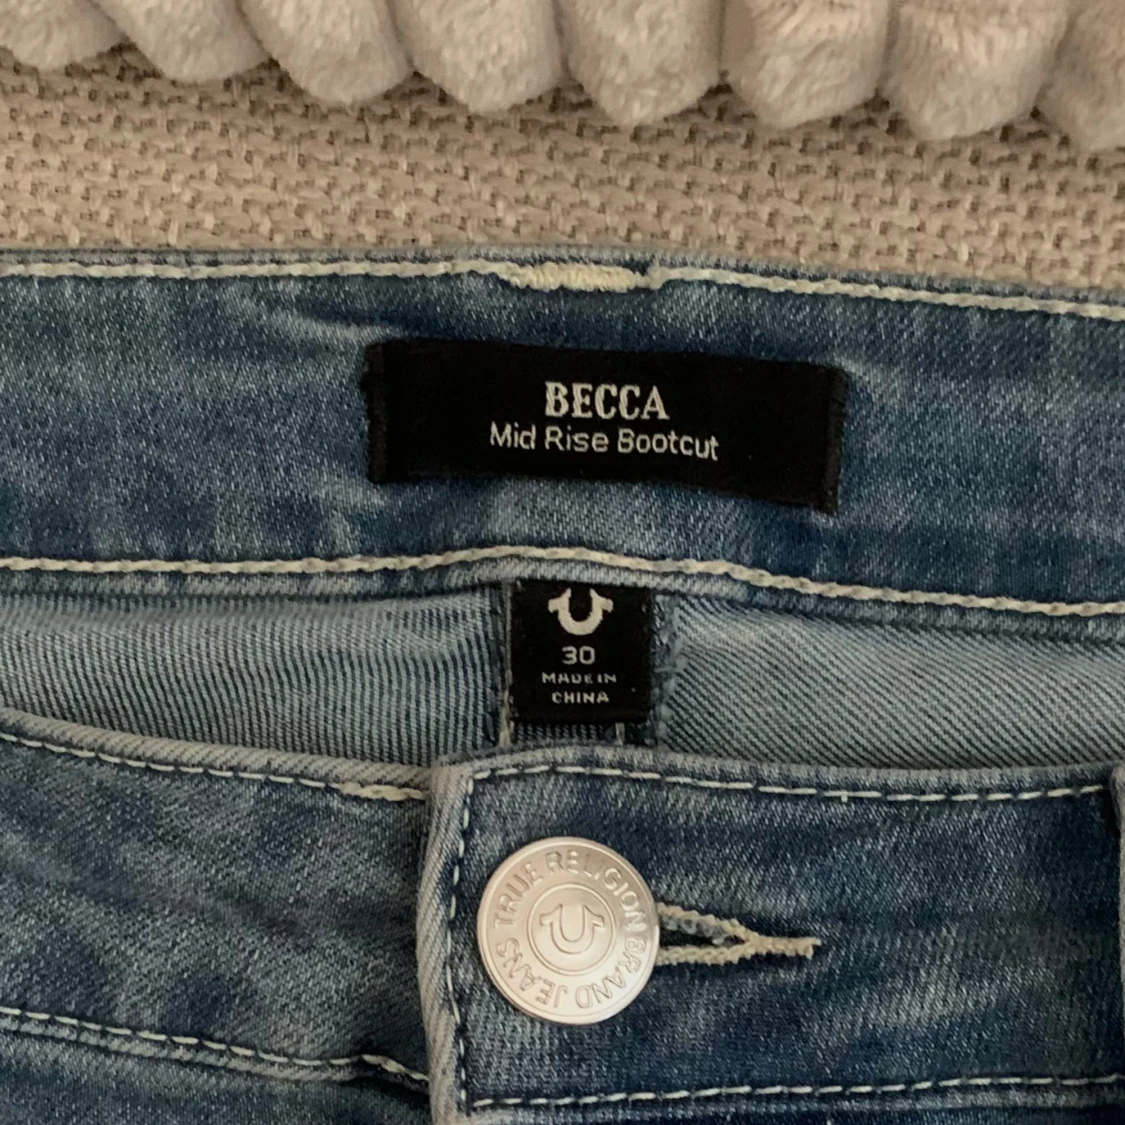 BECCA
Mid Rise Bootcut
30
MADE IN
CHINA
TRUE RELIGION BRAND JEANS